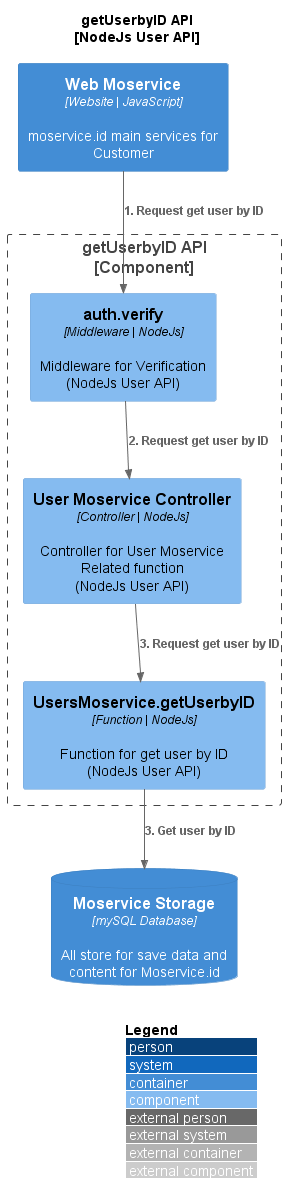 getUserbyID API
[NodeJs User API]
Web Moservice
[Website | JavaScript]
moservice.id main services for
Customer
1. Request get user by ID
getUserbyID API
[Component]
auth.verify
[Middleware | NodeJs]
Middleware for Verification
(NodeJs User API)
2. Request get user by ID
User Moservice Controller
[Controller | NodeJs]
Controller for User Moservice
Related function
(NodeJs User API)
3. Request get user by ID
UsersMoservice.getUserbyID
[Function | NodeJs]
Function for get user by ID
(NodeJs User API)
3. Get user by ID
Moservice Storage
[mySQL Database]
All store for save data and
content for Moservice.id
Legend
person
system
container
component
external person
external system
external container
external component